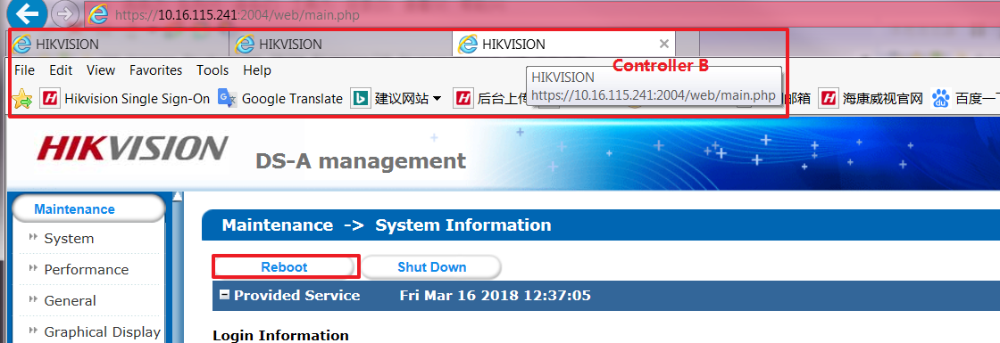 https://10.16.115.241:2004/web/main.php
HIKVISION HIKVISION HIKVISION
File Edit View Favorites Tools Help
Controller B
HIKVISION
https://10.16.115.241:2004/web/main.php
Hikvision Single Sign-On Google Translate 建议网站 后台上传 邮箱 海康威视官网 百度一下
HIKVISION DS-A management
Maintenance
System
Performance
General
Graphical Display
Maintenance -> System Information
Reboot Shut Down
Provided Service Fri Mar 16 2018 12:37:05
Login Information